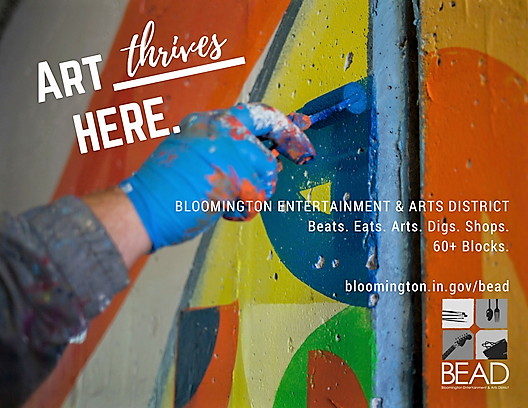 ART thrives
HERE.
BLOOMINGTON ENTERTAINMENT & ARTS DISTRICT
Beats. Eats. Arts. Digs. Shops.
60+ Blocks.
bloomington.in.gov/bead
BEAD
Bloomington Entertainment & Arts District